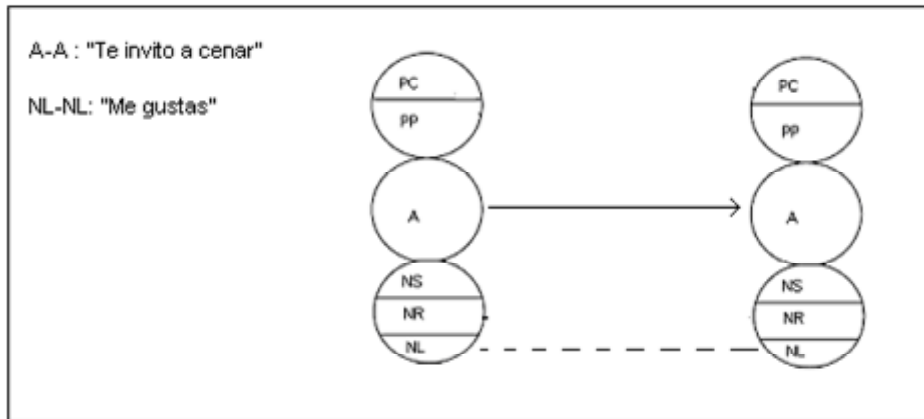 A-A : "Te invito a cenar"
NL-NL: "Me gustas"
PC
PP
A
NS
NR
NL
PC
PP
A
NS
NR
NL